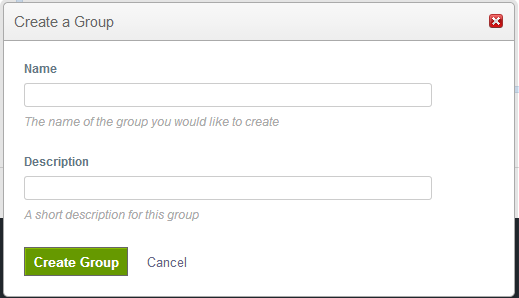 Create a Group
Name
The name of the group you would like to create
Description
A short description for this group
Create Group Cancel